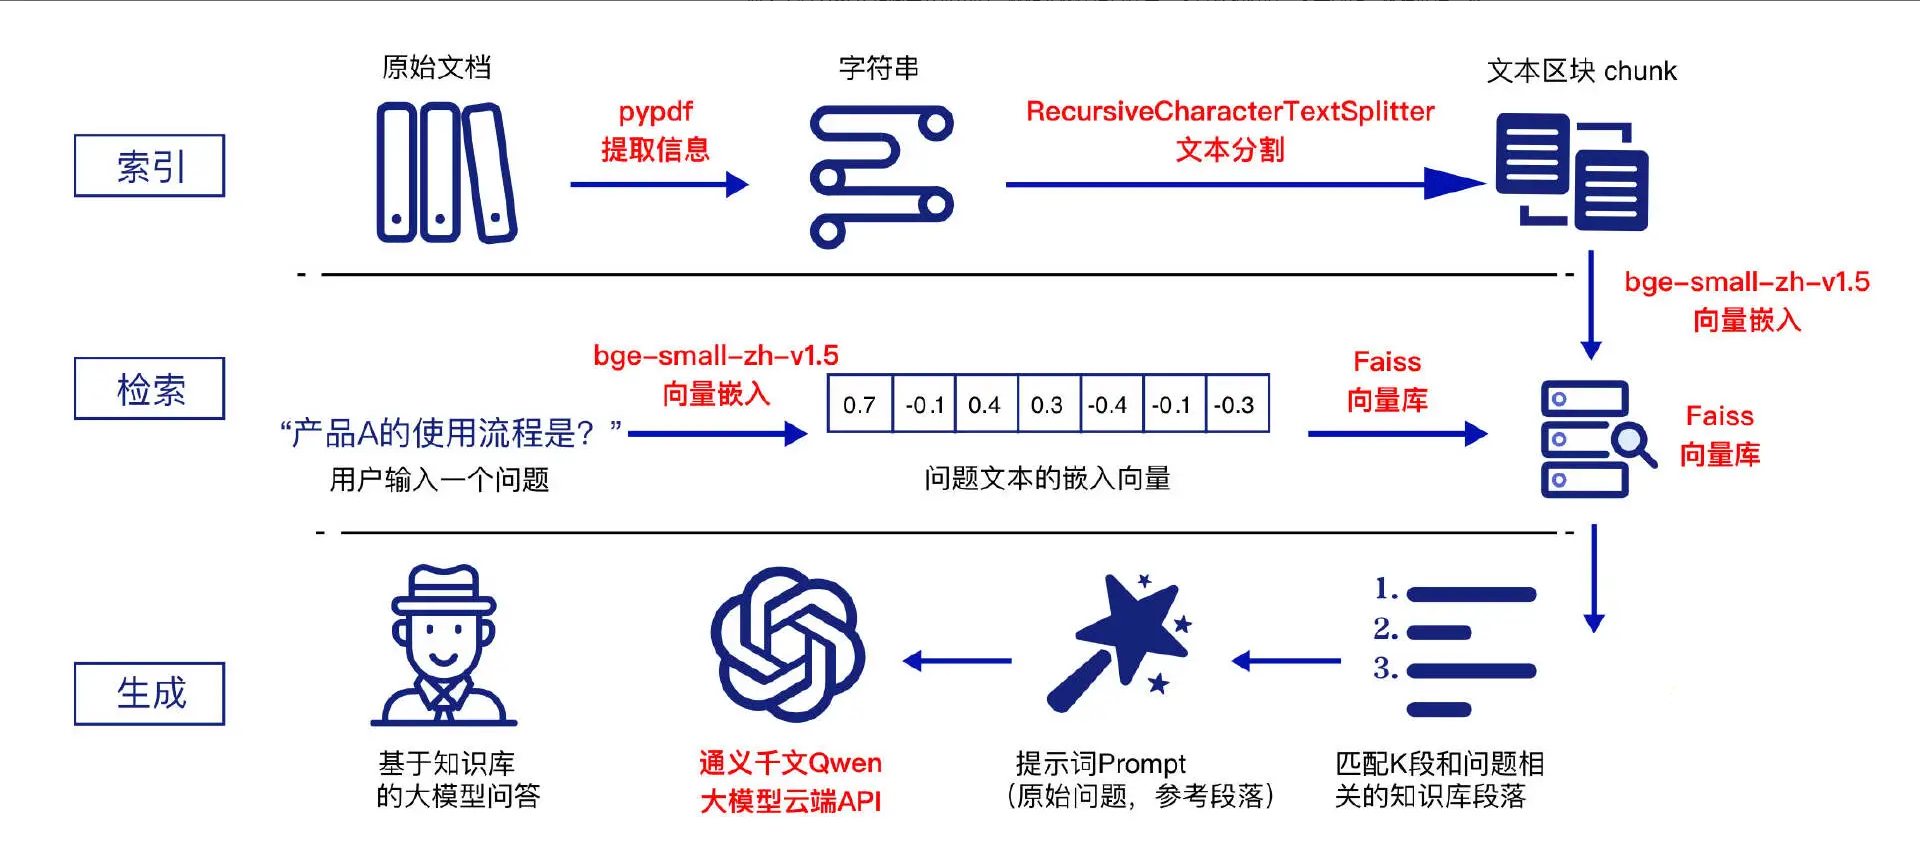 原始文档
字符串
文本区块 chunk
pypdf
提取信息
RecursiveCharacterTextSplitter
文本分割
索引
bge-small-zh-v1.5
向量嵌入
检索
bge-small-zh-v1.5
向量嵌入
0.7 -0.1 0.4 0.3 -0.4 -0.1 -0.3
Faiss
向量库
Faiss
向量库
“产品A的使用流程是？”
用户输入一个问题
问题文本的嵌入向量
生成
1.
2.
3.
基于知识库
的大模型问答
通义千文Qwen
大模型云端API
提示词Prompt
（原始问题，参考段落）
匹配K段和问题相
关的知识库段落